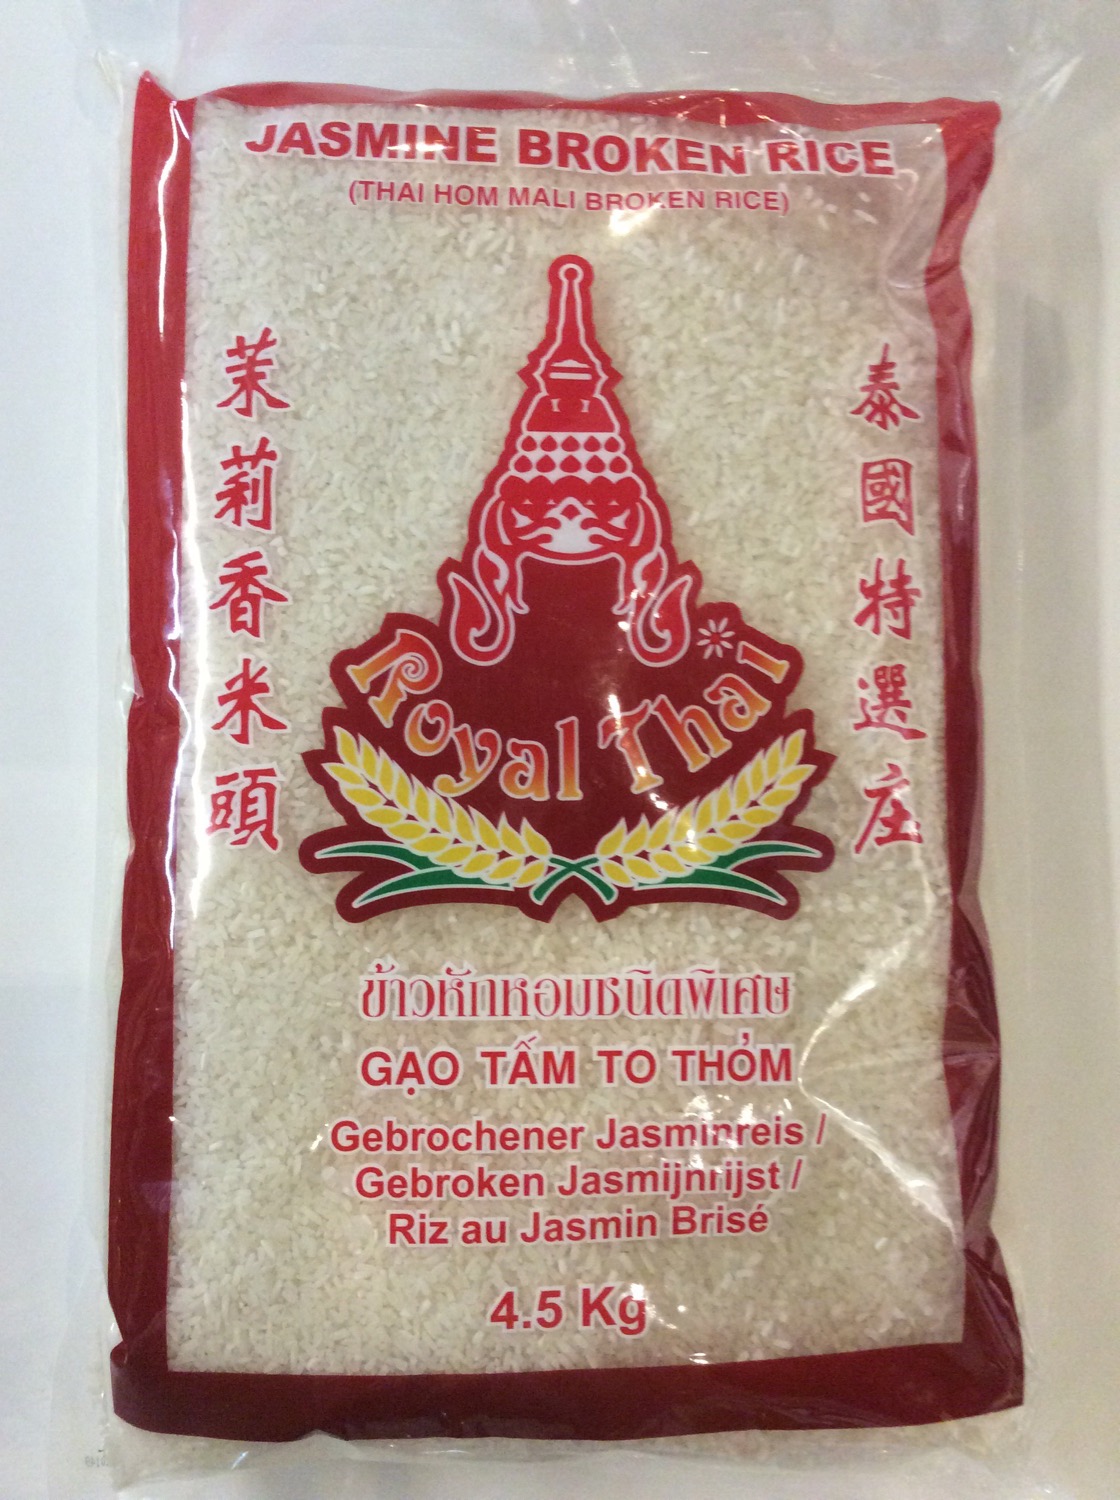 JASMINE BROKEN RICE
(THAI HOM MALI BROKEN RICE)
茉莉香米頭
泰國特選庄
Royal Thai
ข้าวหักหอมชนิดพิเศษ
GẠO TẤM TO THỎM
Gebrochener Jasminreis /
Gebroken Jasmijnrijst /
Riz au Jasmin Brisé
4.5 Kg